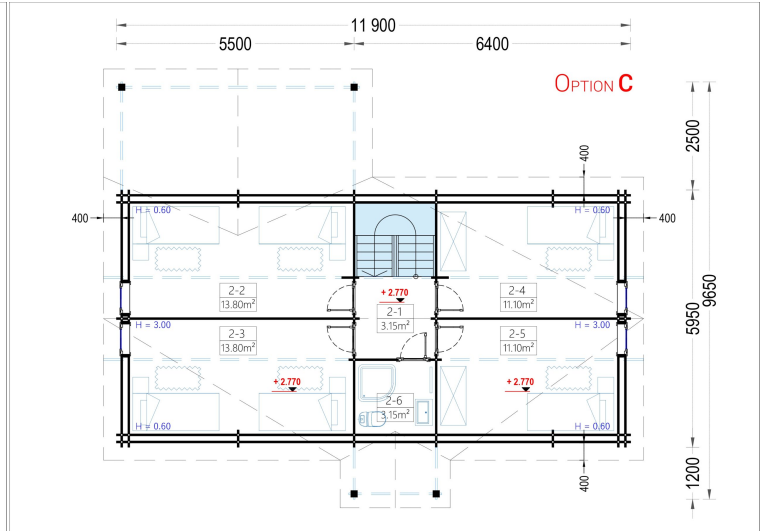 11 900
5500
6400
OPTION C
2500
400
H = 0.60
H = 0.60
400
400
2-2
13.80m²
+ 2.770
2-1
3.15m²
2-4
11.10m²
9650
5950
H = 3.00
H = 3.00
2-3
13.80m²
2-5
11.10m²
+ 2.770
+ 2.770
2-6
3.15m²
H = 0.60
H = 0.60
400
1200